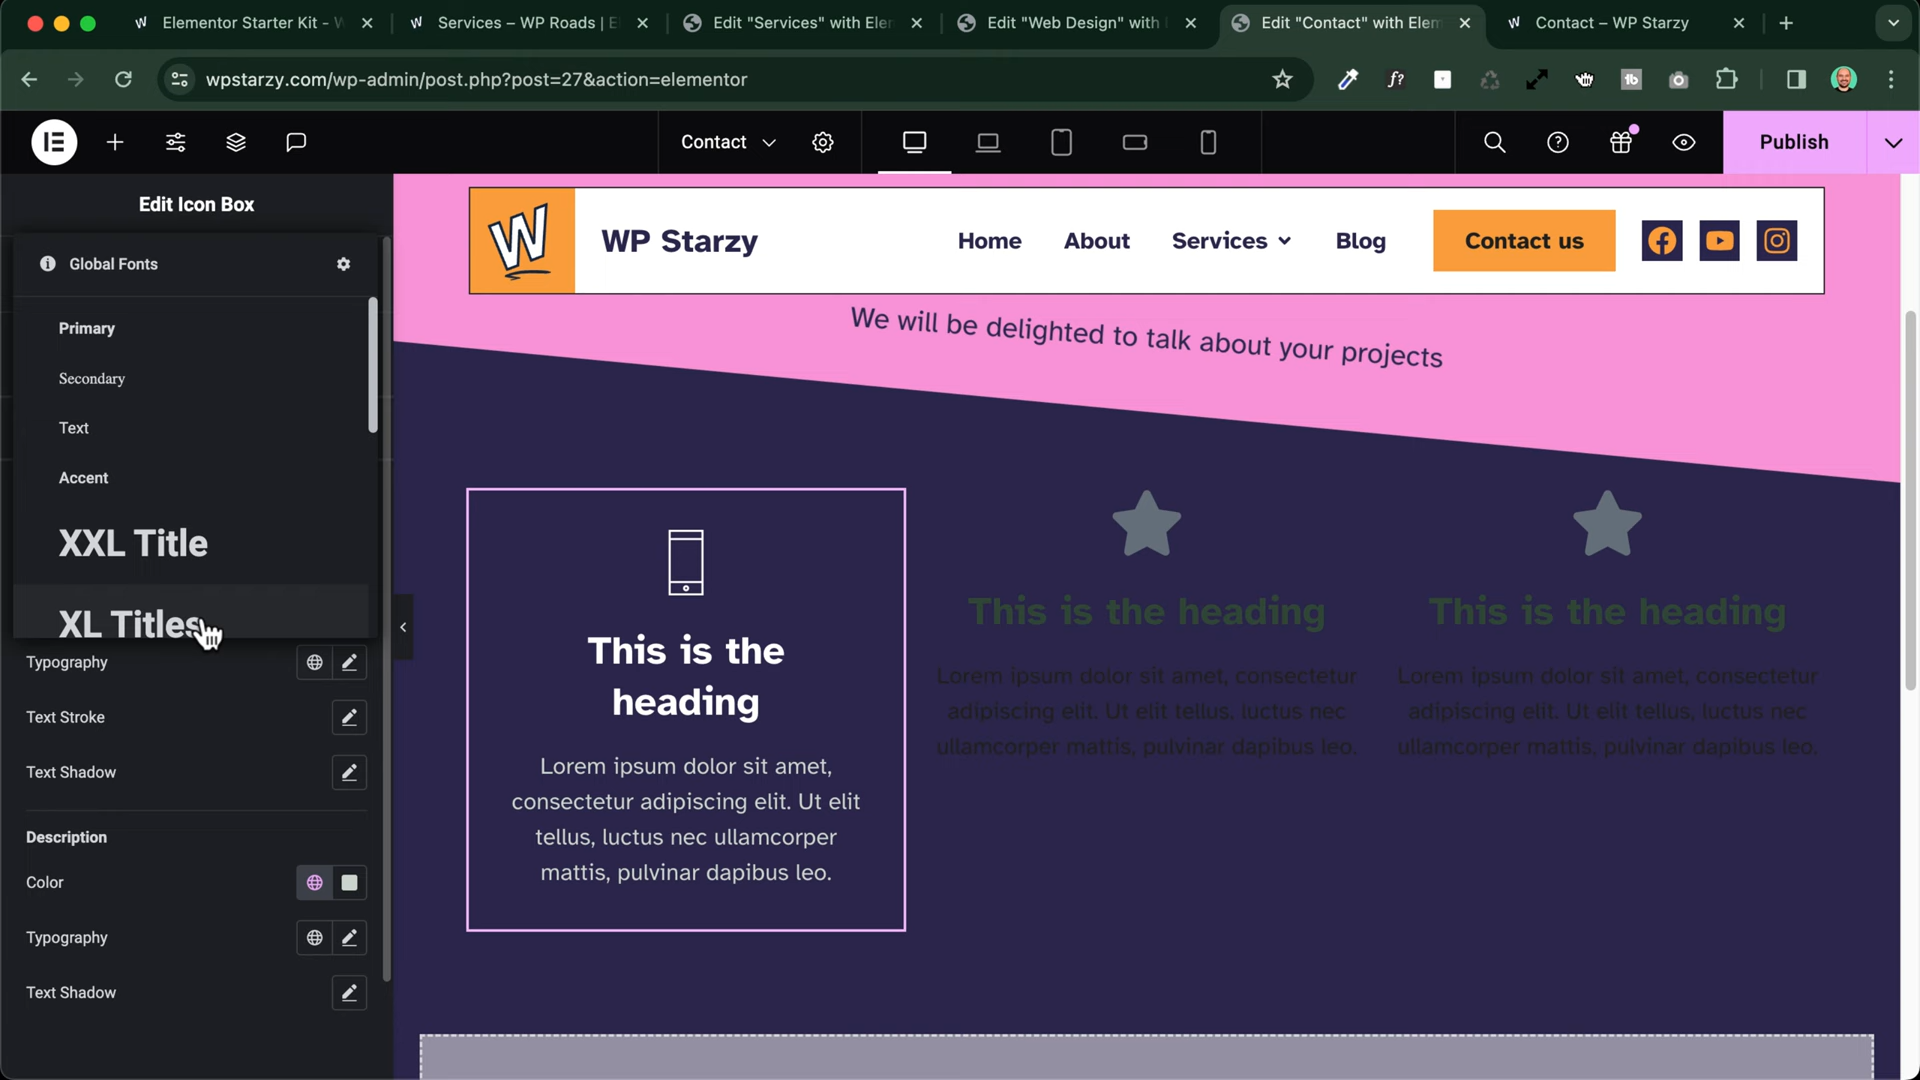 Elementor Starter Kit - W
Services – WP Roads | E
Edit "Services" with Elen
Edit "Web Design" with
Edit "Contact" with Elem
Contact – WP Starzy
wpstarzy.com/wp-admin/post.php?post=27&action=elementor
f?
tb
Contact
Publish
Edit Icon Box
Global Fonts
Primary
Secondary
Text
Accent
XXL Title
XL Titles
Typography
Text Stroke
Text Shadow
Description
Color
Typography
Text Shadow
W
WP Starzy
Home
About
Services
Blog
Contact us
We will be delighted to talk about your projects
This is the
heading
Lorem ipsum dolor sit amet,
consectetur adipiscing elit. Ut elit
tellus, luctus nec ullamcorper
mattis, pulvinar dapibus leo.
This is the heading
Lorem ipsum dolor sit amet, consectetur
adipiscing elit. Ut elit tellus, luctus nec
ullamcorper mattis, pulvinar dapibus leo.
This is the heading
Lorem ipsum dolor sit amet, consectetur
adipiscing elit. Ut elit tellus, luctus nec
ullamcorper mattis, pulvinar dapibus leo.